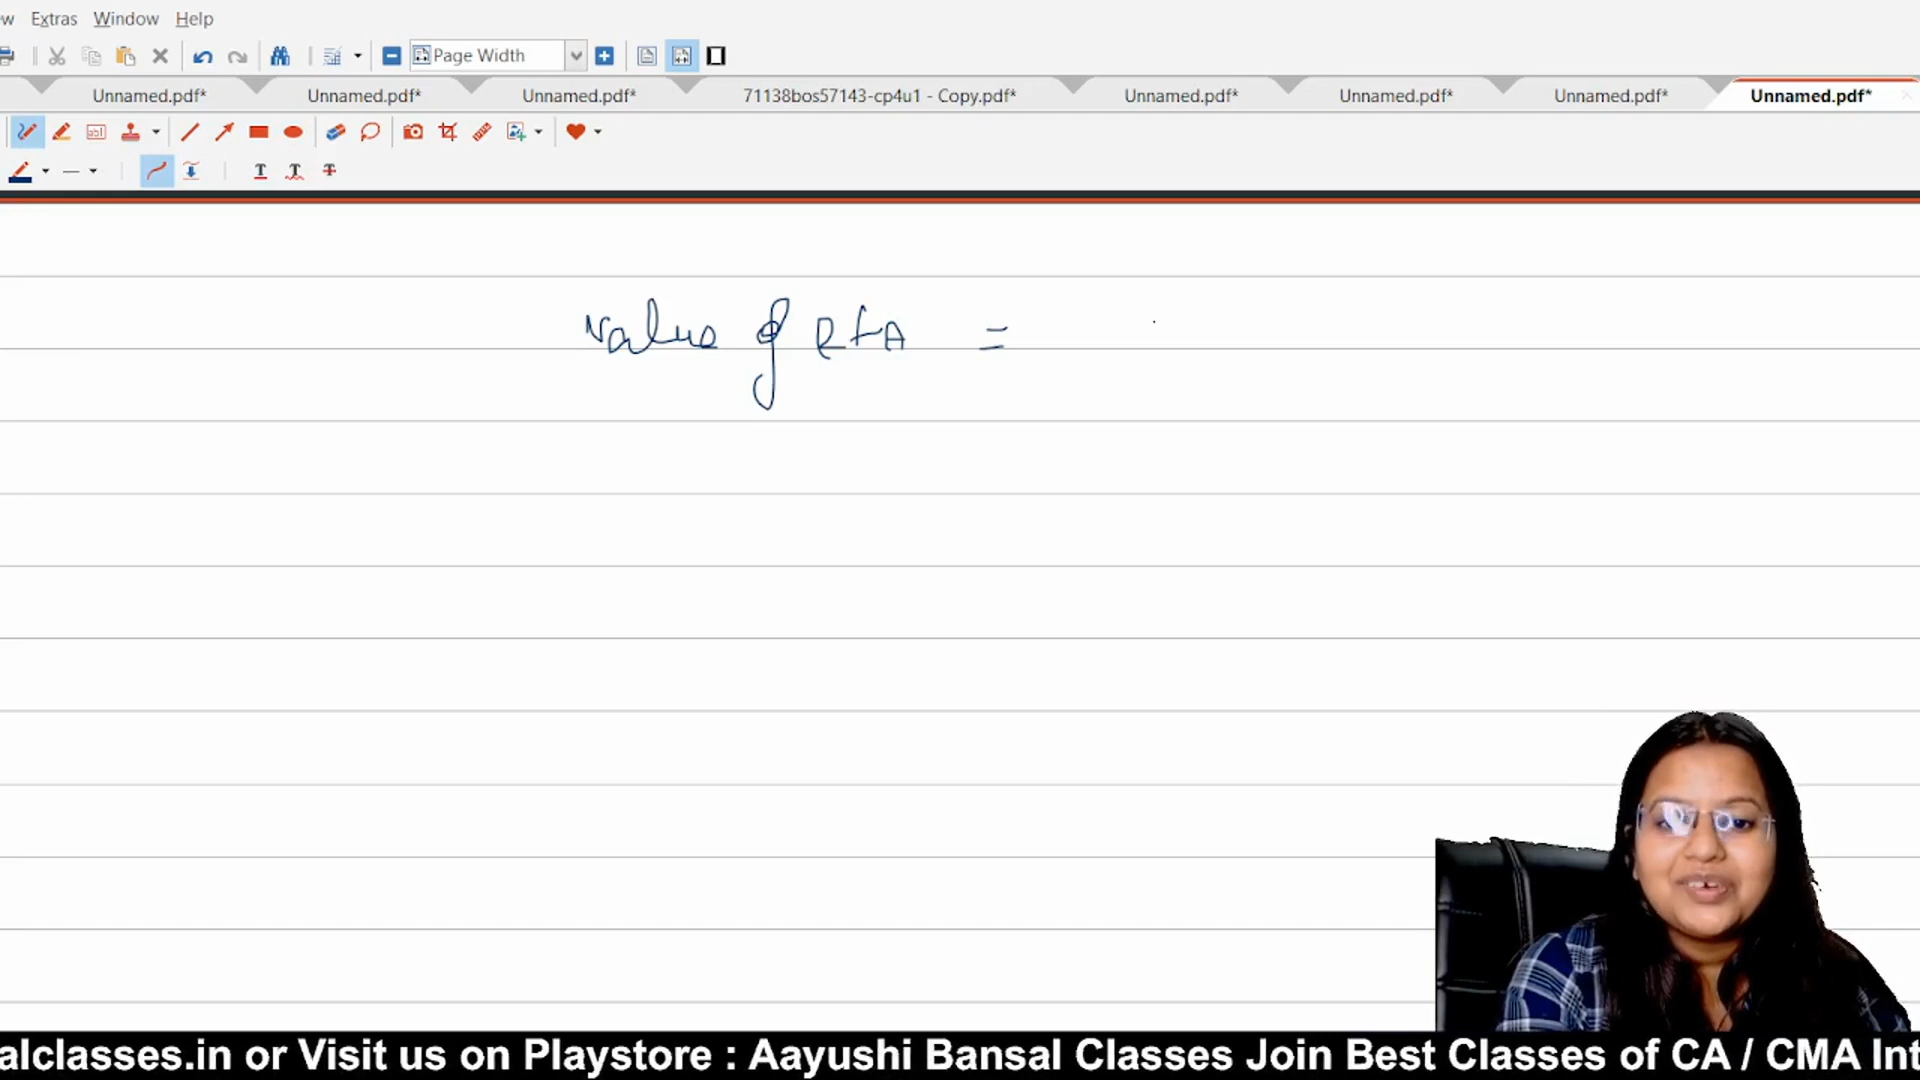 Extras Window Help
Page Width
Unnamed.pdf* Unnamed.pdf* Unnamed.pdf* 71138bos57143-cp4u1 - Copy.pdf* Unnamed.pdf* Unnamed.pdf* Unnamed.pdf* Unnamed.pdf*
Value of EFA =
alclasses.in or Visit us on Playstore : Aayushi Bansal Classes Join Best Classes of CA / CMA Int